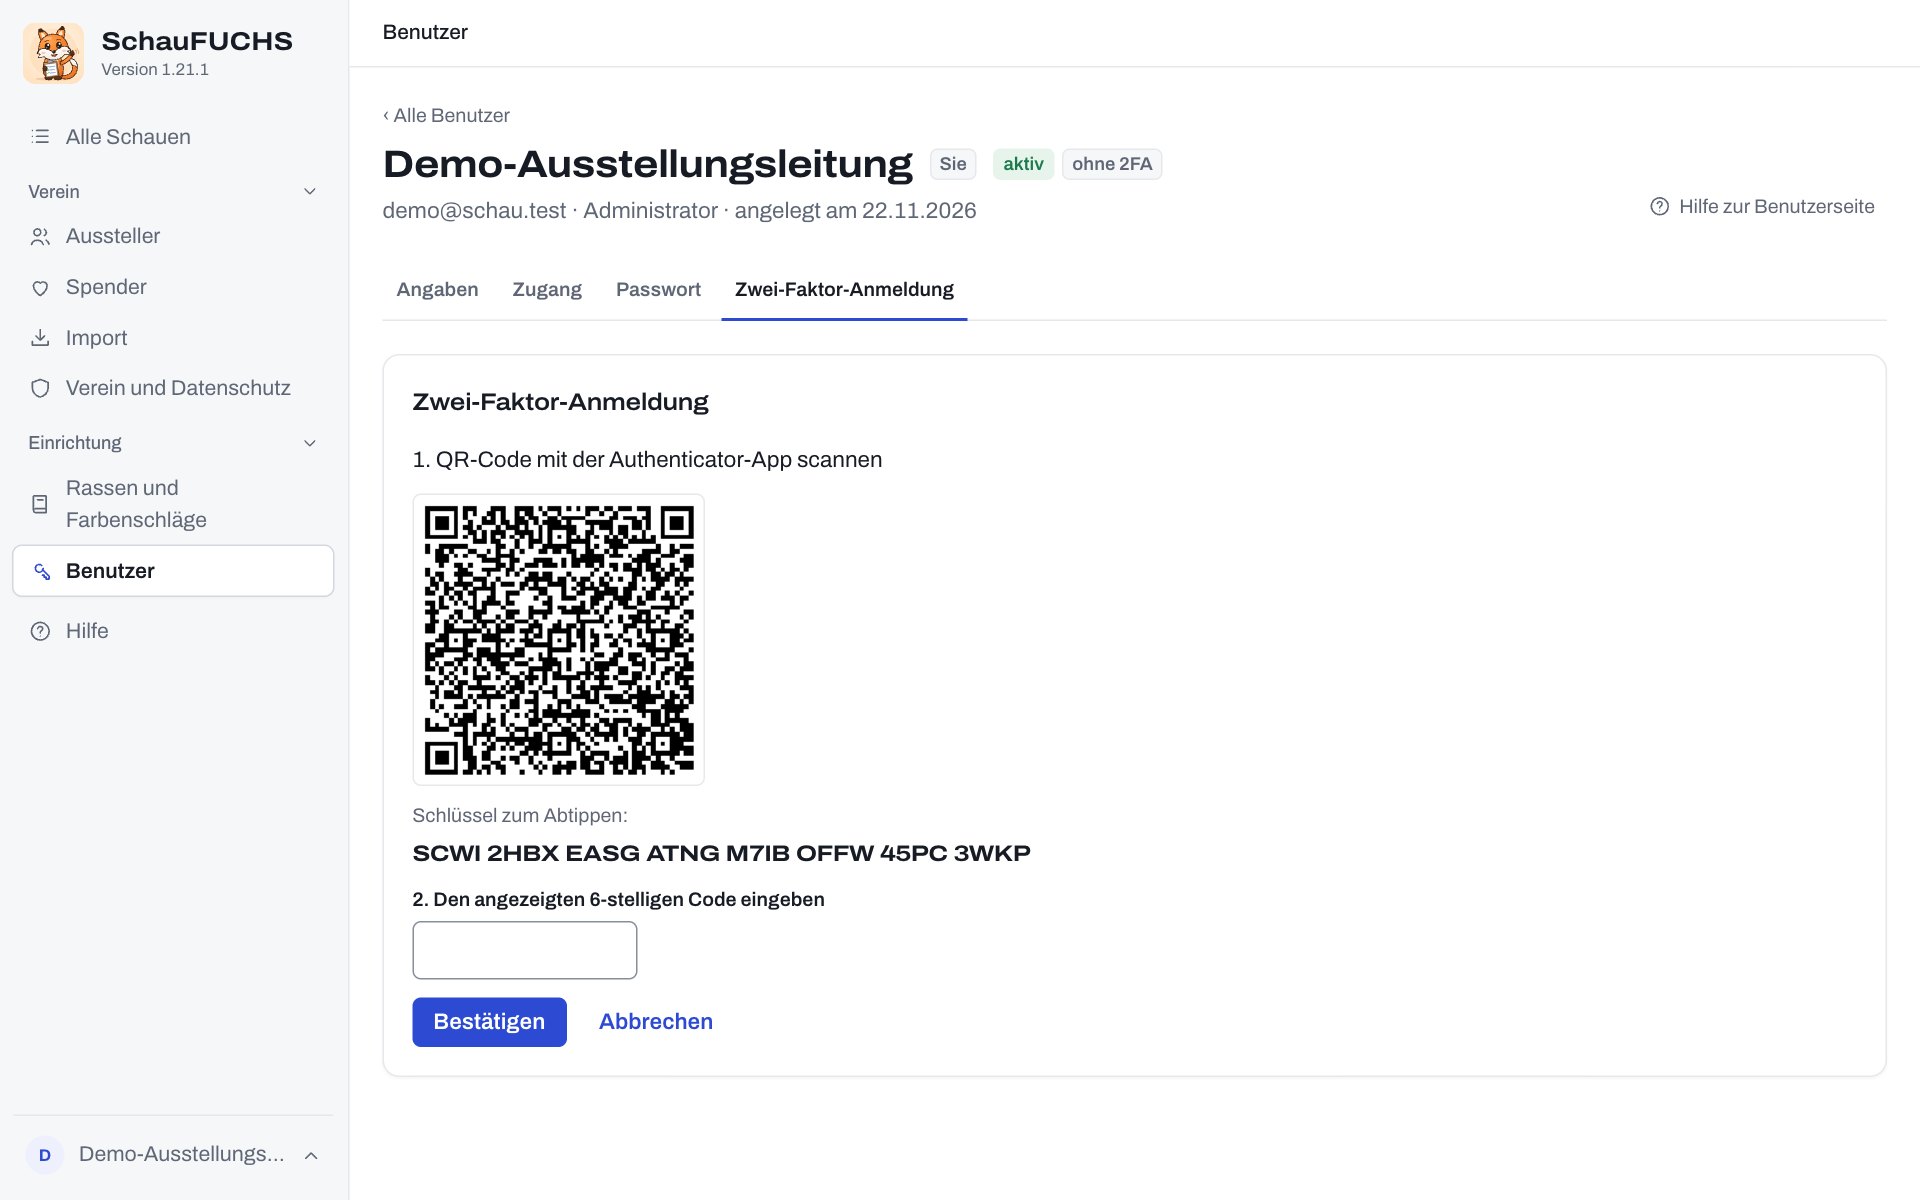 SchauFUCHS
Version 1.21.1
Alle Schauen
Verein
Aussteller
Spender
Import
Verein und Datenschutz
Einrichtung
Rassen und
Farbenschläge
Benutzer
Hilfe
D Demo-Ausstellungs...
Benutzer
‹ Alle Benutzer
Demo-Ausstellungsleitung Sie aktiv ohne 2FA
demo@schau.test · Administrator · angelegt am 22.11.2026
Hilfe zur Benutzerseite
Angaben Zugang Passwort Zwei-Faktor-Anmeldung
Zwei-Faktor-Anmeldung
1. QR-Code mit der Authenticator-App scannen
Schlüssel zum Abtippen:
SCWI 2HBX EASG ATNG M7IB OFFW 45PC 3WKP
2. Den angezeigten 6-stelligen Code eingeben
Bestätigen Abbrechen